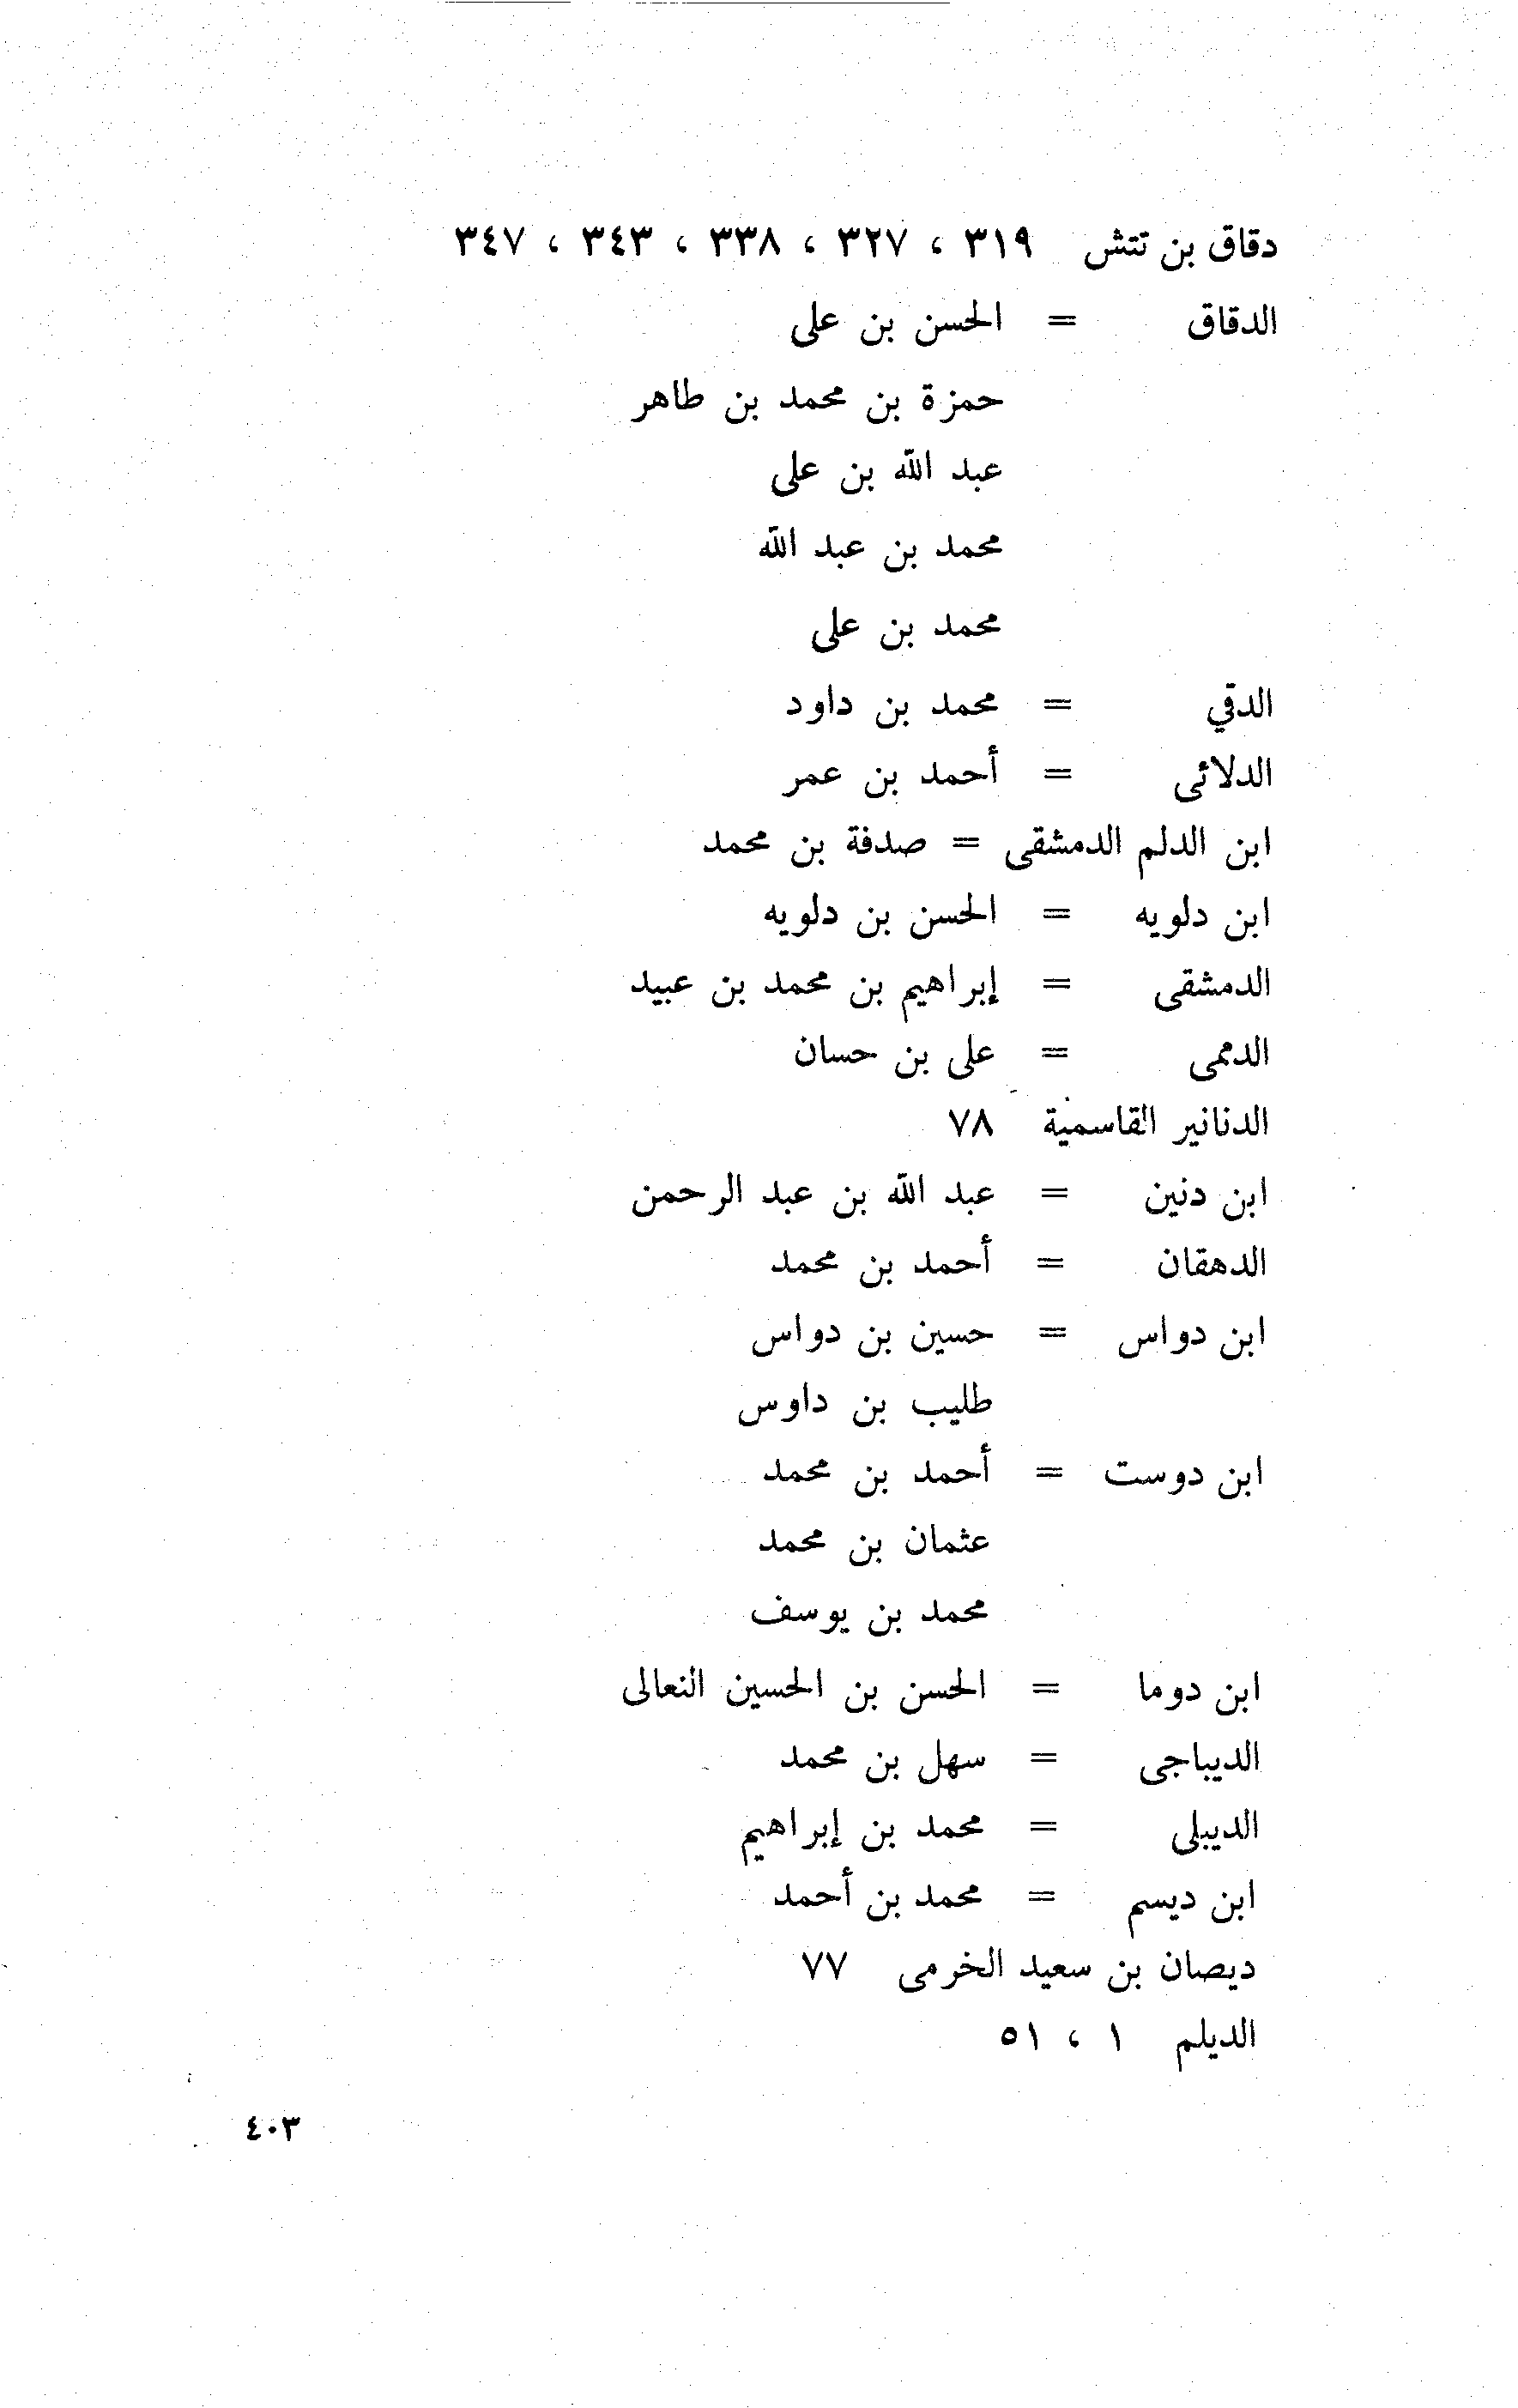 دقاق بن تتش ٣١٩ ، ٣٢٧ ، ٣٣٨ ، ٣٤٣ ، ٣٤٧
الدقاق = الحسن بن على
حمزة بن محمد بن طاهر
عبد الله بن على
محمد بن عبد الله
محمد بن على
الدقي = محمد بن داود
الدلائى = أحمد بن عمر
ابن الدلم الدمشقى = صدفة بن محمد
ابن دلويه = الحسن بن دلويه
الدمشقى = إبراهيم بن محمد بن عبيد
الدممى = على بن حسان
الدنانير القاسمية ٧٨
ابن دنين = عبد الله بن عبد الرحمن
الدهقان = أحمد بن محمد
ابن دواس = حسين بن دواس
طليب بن داوس
ابن دوست = أحمد بن محمد
عثمان بن محمد
محمد بن يوسف
ابن دوما = الحسن بن الحسين النعالى
الديباجى = سهل بن محمد
الديبلى = محمد بن إبراهيم
ابن ديسم = محمد بن أحمد
ديصان بن سعيد الخرمى ٧٧
الديلم ١ ، ٥١
٤٠٣